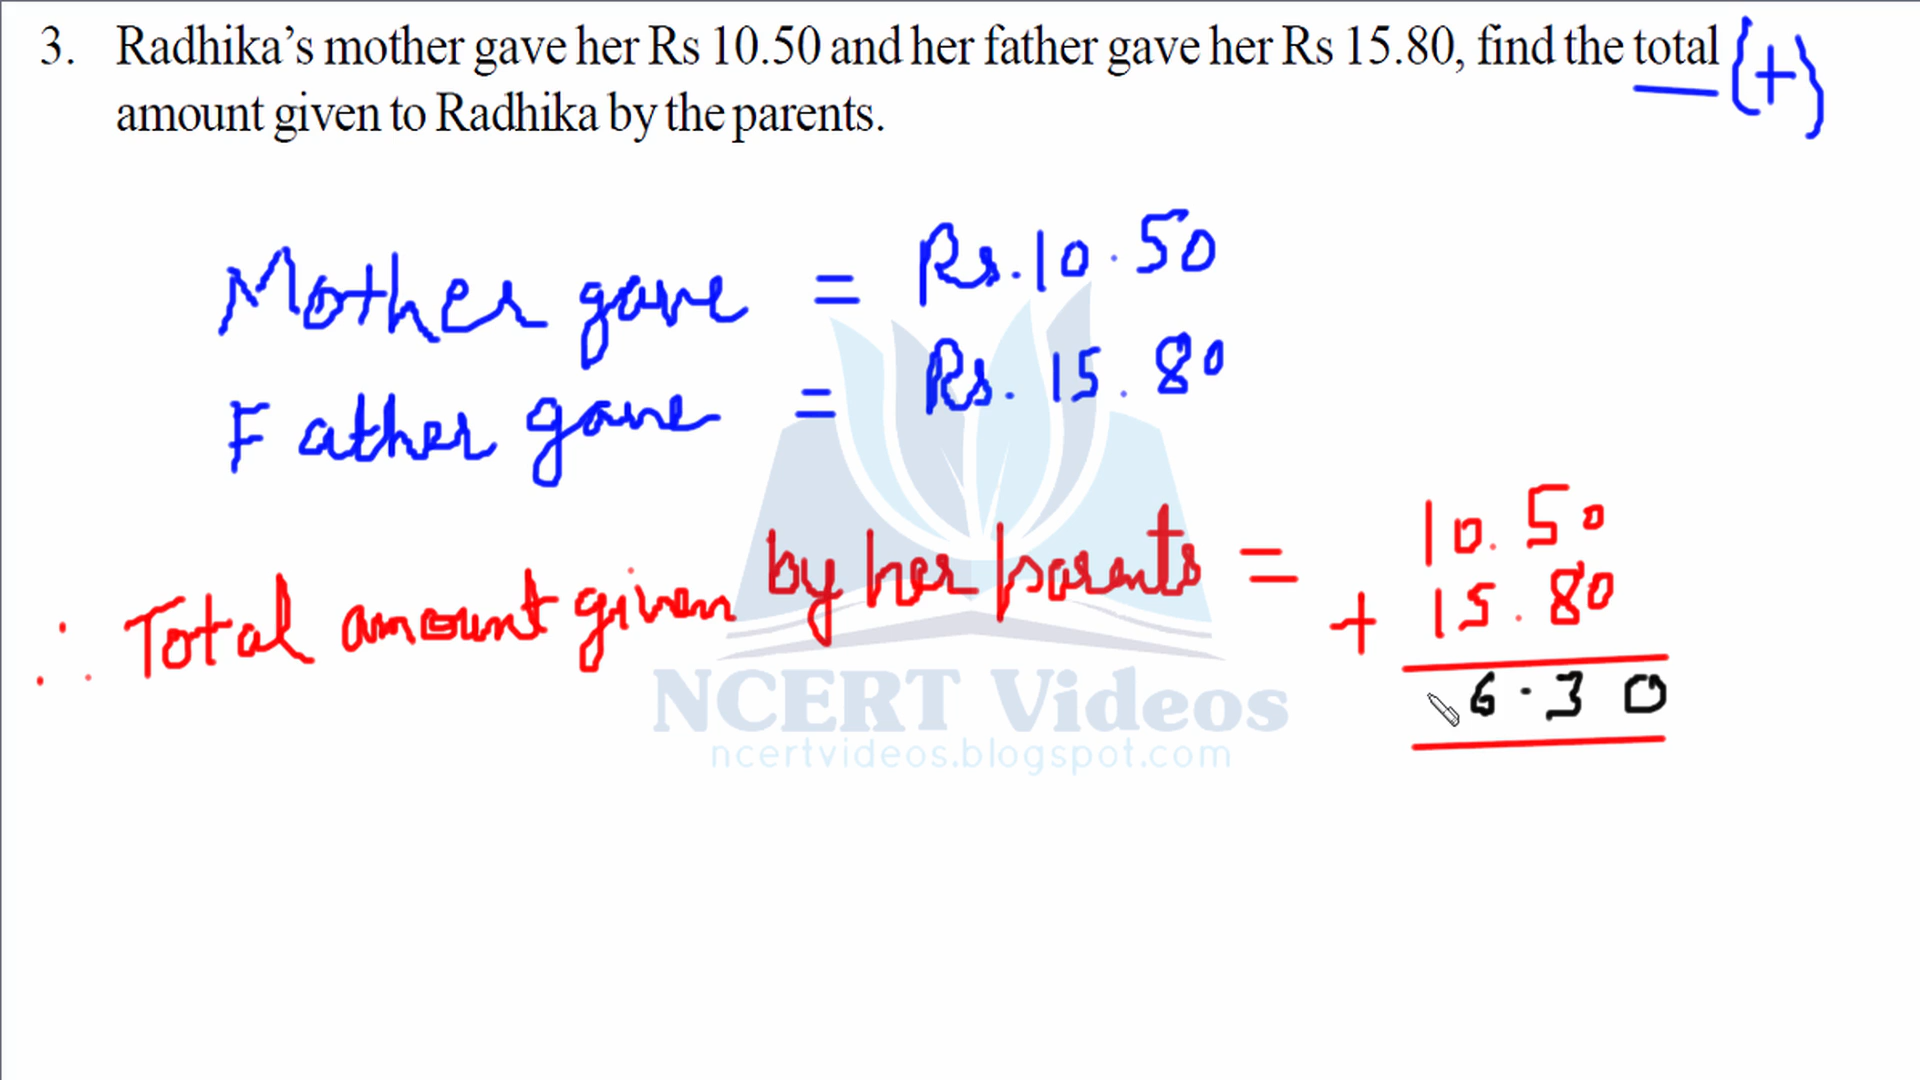 3. Radhika's mother gave her Rs 10.50 and her father gave her Rs 15.80, find the total {+}
amount given to Radhika by the parents.
Mother gave = Rs. 10.50
Father gave = Rs. 15.80
∴ Total amount given by her parents =
10.50
+ 15.80
6.30
NCERT Videos
ncertvideos.blogspot.com